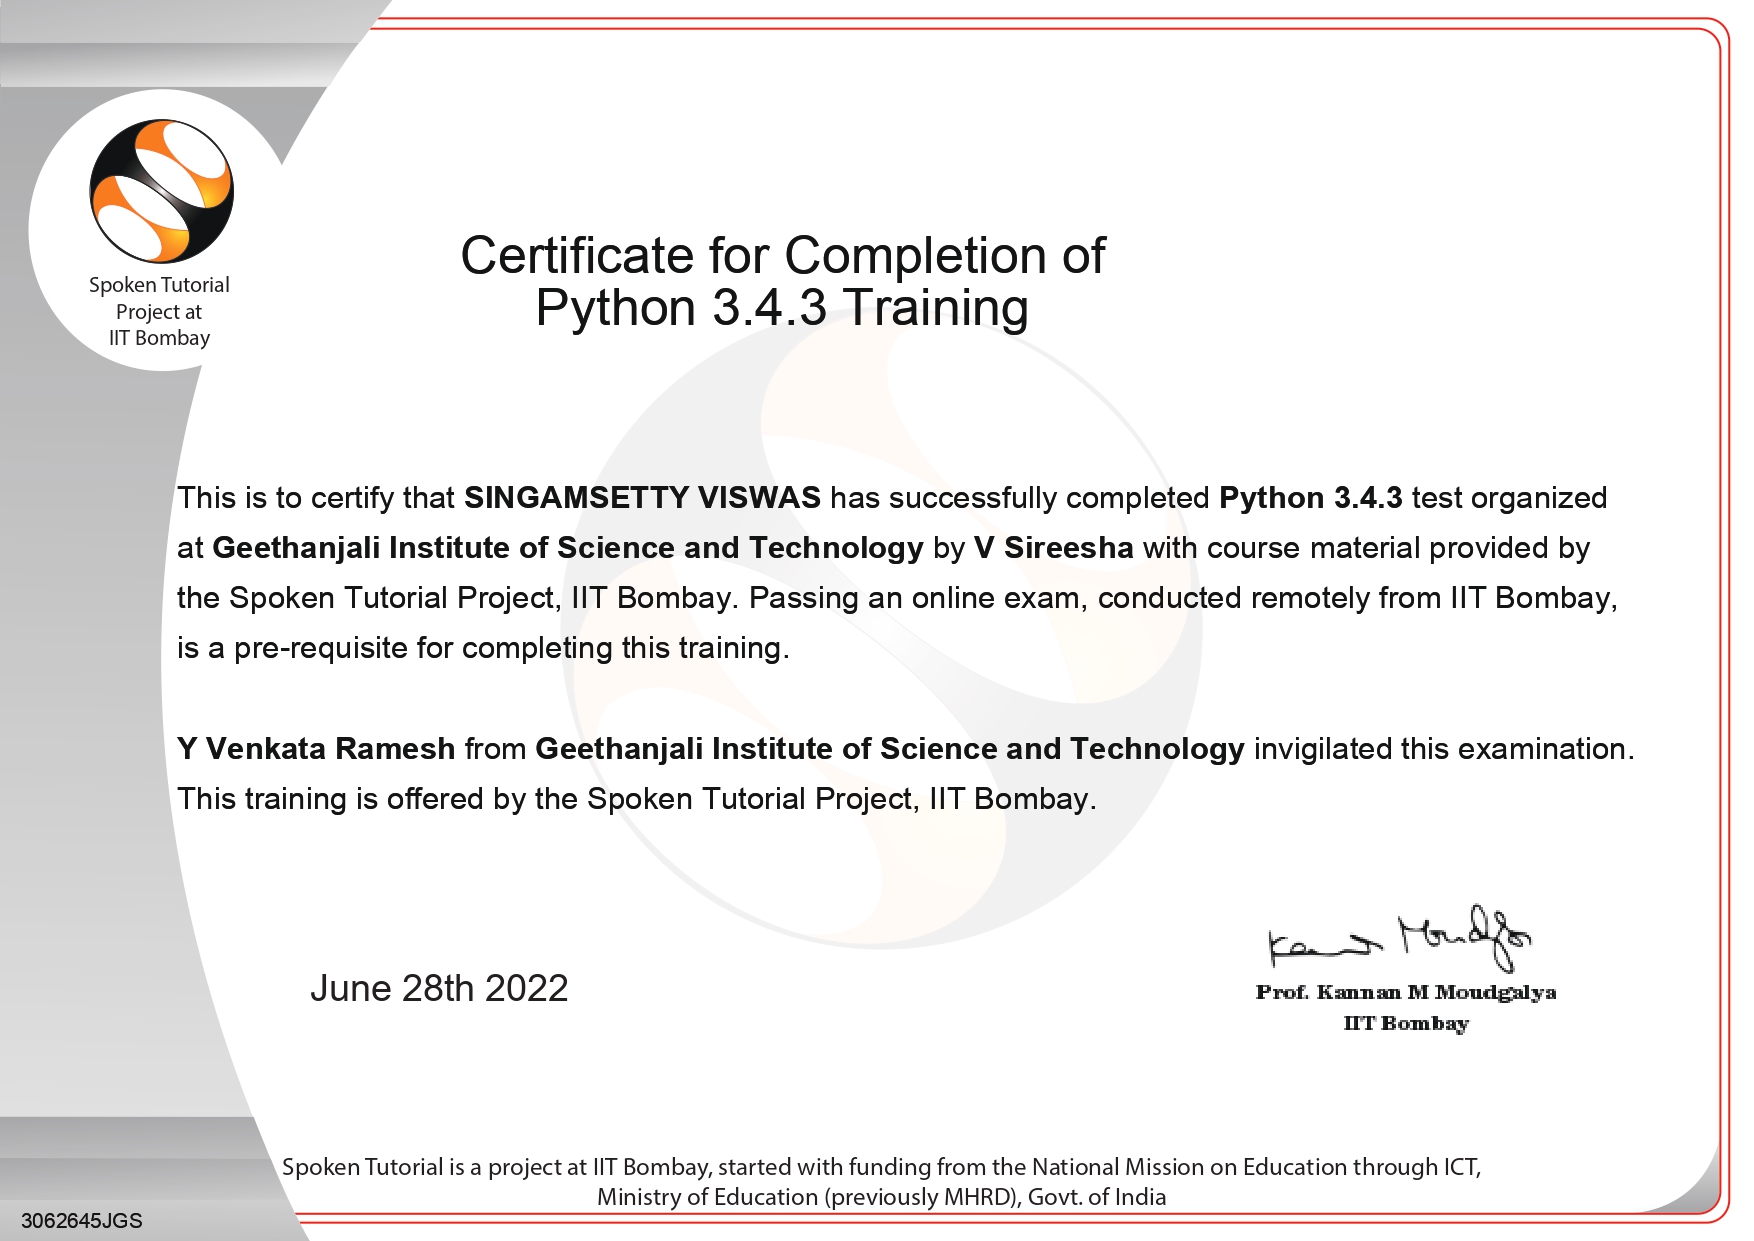 Spoken Tutorial
Project at
IIT Bombay
Certificate for Completion of
Python 3.4.3 Training
This is to certify that SINGAMSETTY VISWAS has successfully completed Python 3.4.3 test organized
at Geethanjali Institute of Science and Technology by V Sireesha with course material provided by
the Spoken Tutorial Project, IIT Bombay. Passing an online exam, conducted remotely from IIT Bombay,
is a pre-requisite for completing this training.
Y Venkata Ramesh from Geethanjali Institute of Science and Technology invigilated this examination.
This training is offered by the Spoken Tutorial Project, IIT Bombay.
June 28th 2022
Kannan Moudgalya
Prof. Kannan M Moudgalya
IIT Bombay
Spoken Tutorial is a project at IIT Bombay, started with funding from the National Mission on Education through ICT,
Ministry of Education (previously MHRD), Govt. of India
3062645JGS